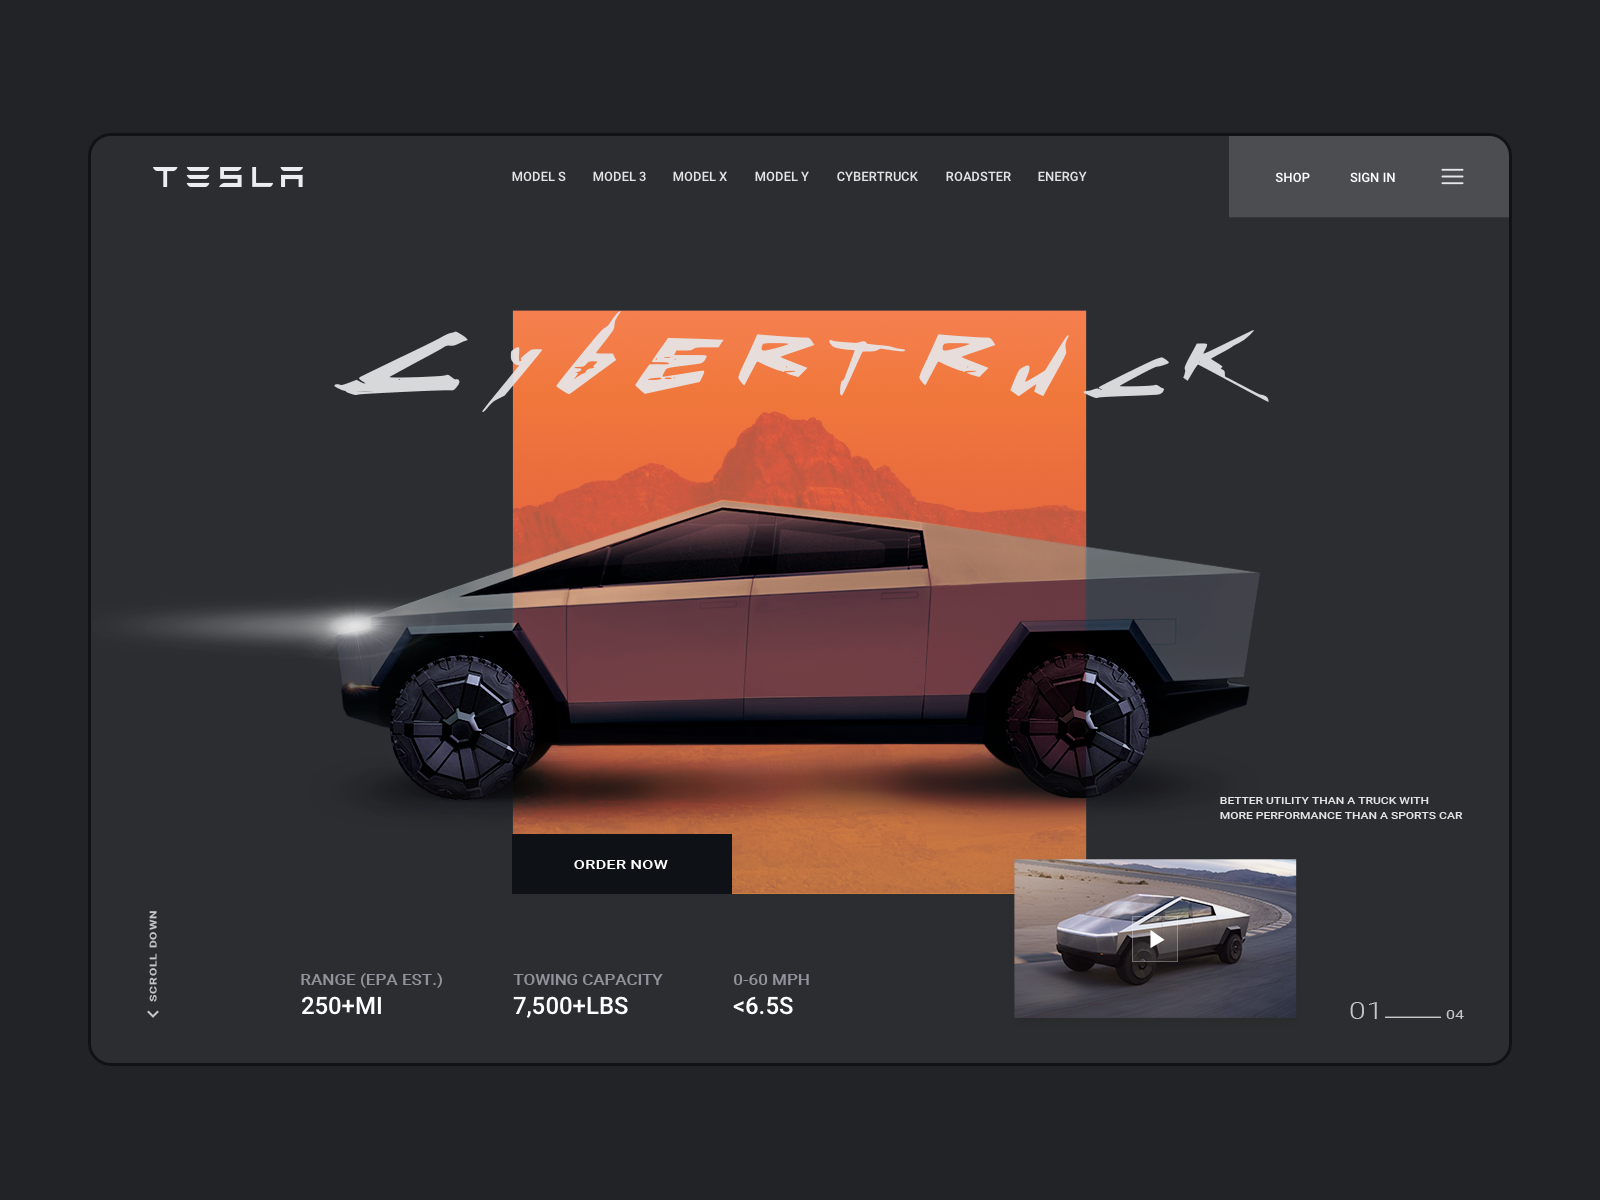 TESLA
MODEL S MODEL 3 MODEL X MODEL Y CYBERTRUCK ROADSTER ENERGY
SHOP SIGN IN
CyBERTRUCK
BETTER UTILITY THAN A TRUCK WITH
MORE PERFORMANCE THAN A SPORTS CAR
ORDER NOW
SCROLL DOWN
RANGE (EPA EST.)
250+MI
TOWING CAPACITY
7,500+LBS
0-60 MPH
<6.5S
01 04